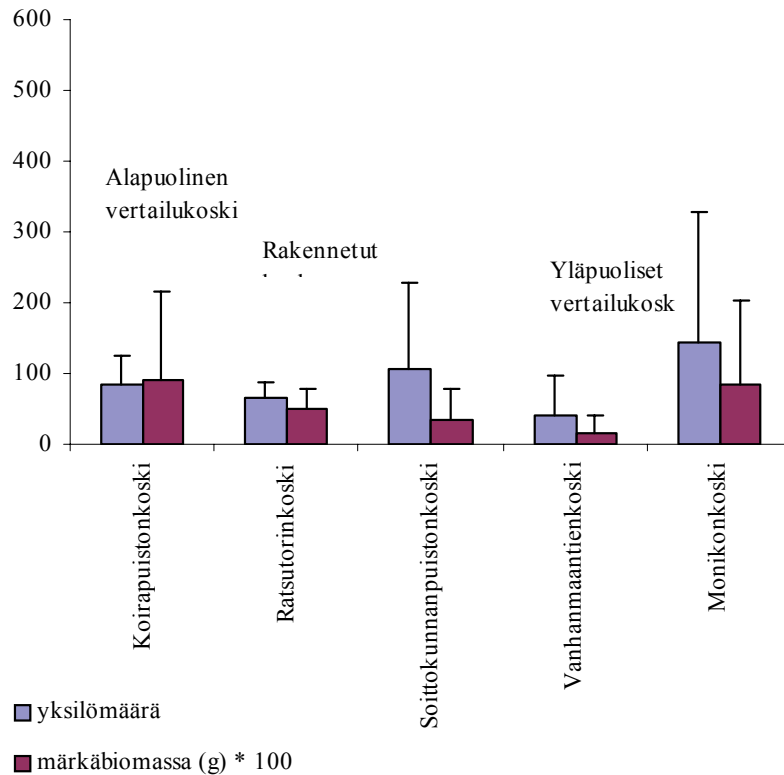 600
500
400
300
200
100
0
Alapuolinen
vertailukoski
Rakennetut
Yläpuoliset
vertailukosk
Koirapuistonkoski
Ratsutorinkoski
Soittokunnanpuistonkoski
Vanhanmaantienkoski
Monikonkoski
yksilömäärä
märkäbiomassa (g) * 100